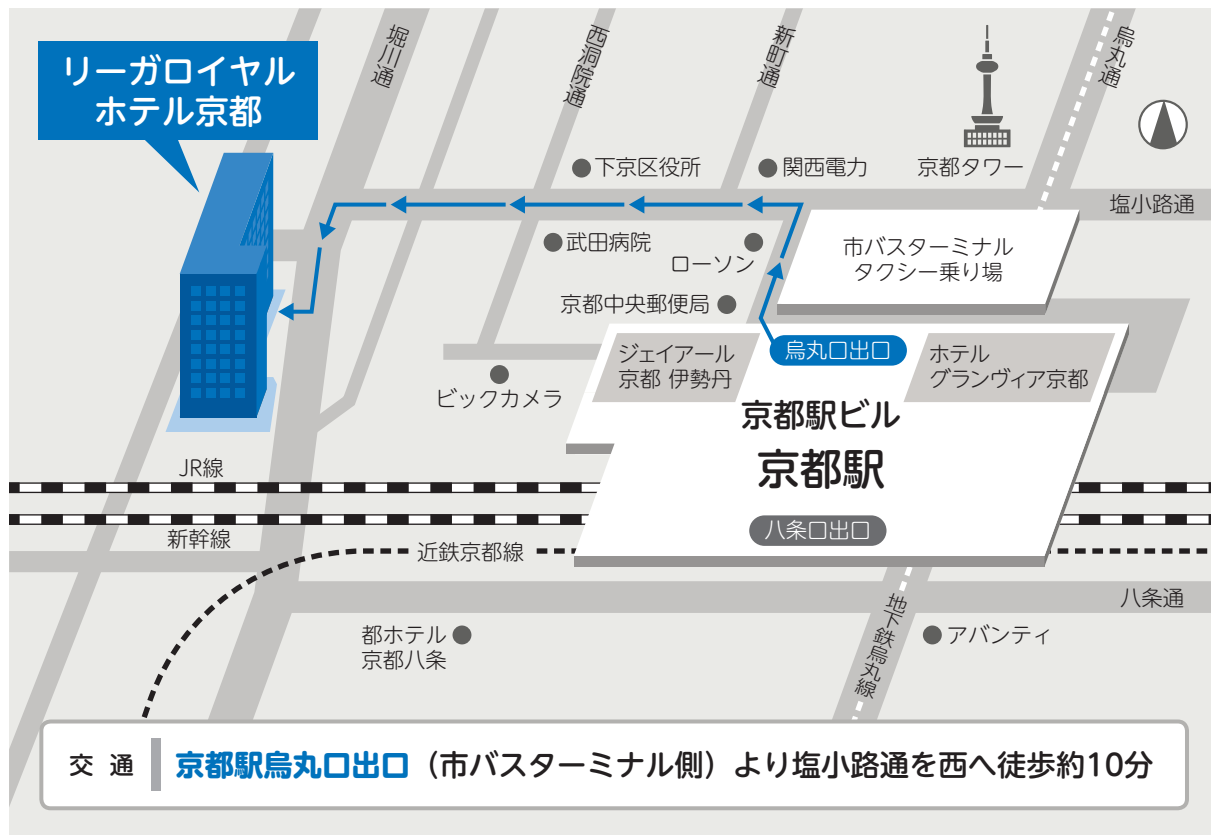 リーガロイヤル
ホテル京都
堀川通
西洞院通
新町通
烏丸通
下京区役所
関西電力
京都タワー
塩小路通
武田病院
ローソン
市バスターミナル
タクシー乗り場
京都中央郵便局
ジェイアール
京都 伊勢丹
烏丸口出口
ホテル
グランヴィア京都
ビックカメラ
京都駅ビル
京都駅
JR線
八条口出口
新幹線
近鉄京都線
八条通
地下鉄烏丸線
都ホテル
京都八条
アバンティ
交 通 京都駅烏丸口出口（市バスターミナル側）より塩小路通を西へ徒歩約10分